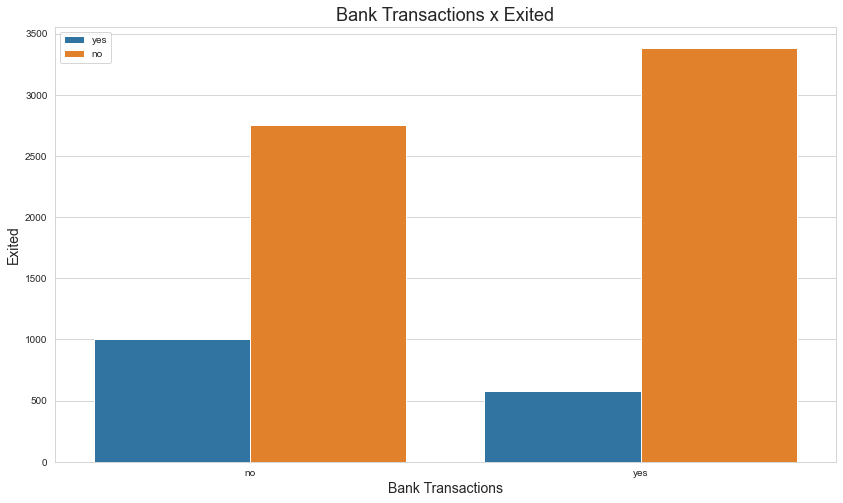 Bank Transactions x Exited
yes
no
3500
3000
2500
2000
1500
1000
500
0
Exited
no
yes
Bank Transactions